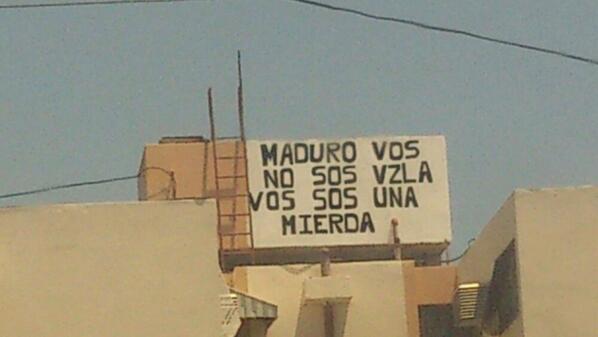 MADURO VOS
NO SOS VZLA
VOS SOS UNA
MIERDA